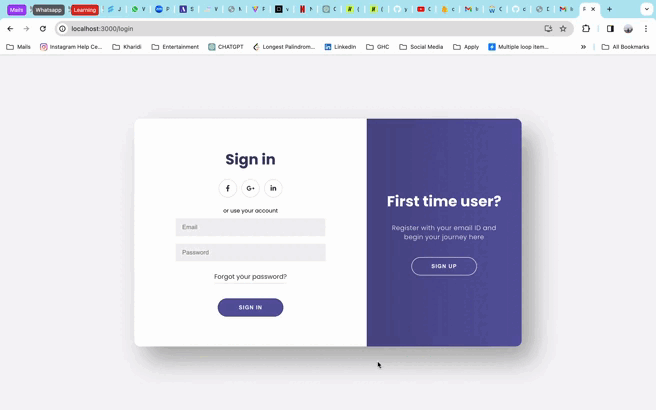 Mails
Whatsapp
Learning
localhost:3000/login
Mails
Instagram Help Ce...
Kharidi
Entertainment
CHATGPT
Longest Palindrom...
LinkedIn
GHC
Social Media
Apply
Multiple loop item...
»
All Bookmarks
Sign in
f
G+
in
or use your account
Email
Password
Forgot your password?
SIGN IN
First time user?
Register with your email ID and
begin your journey here
SIGN UP